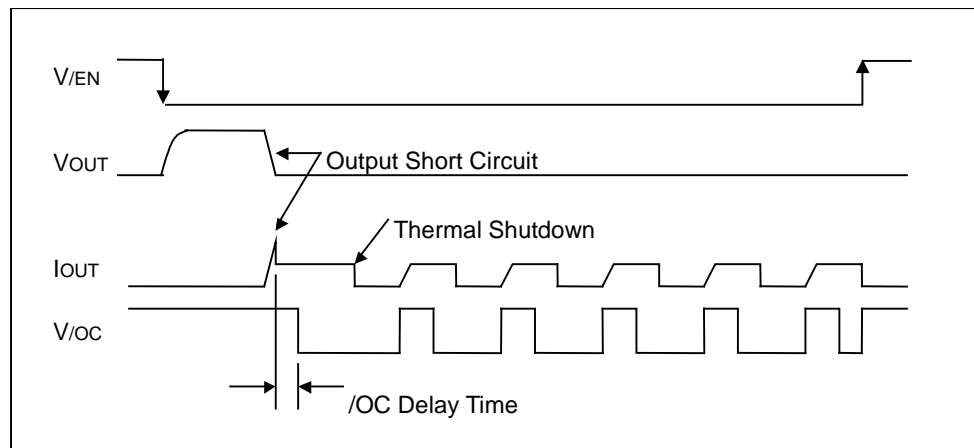 V/EN
VOUT
Output Short Circuit
Thermal Shutdown
IOUT
V/OC
/OC Delay Time